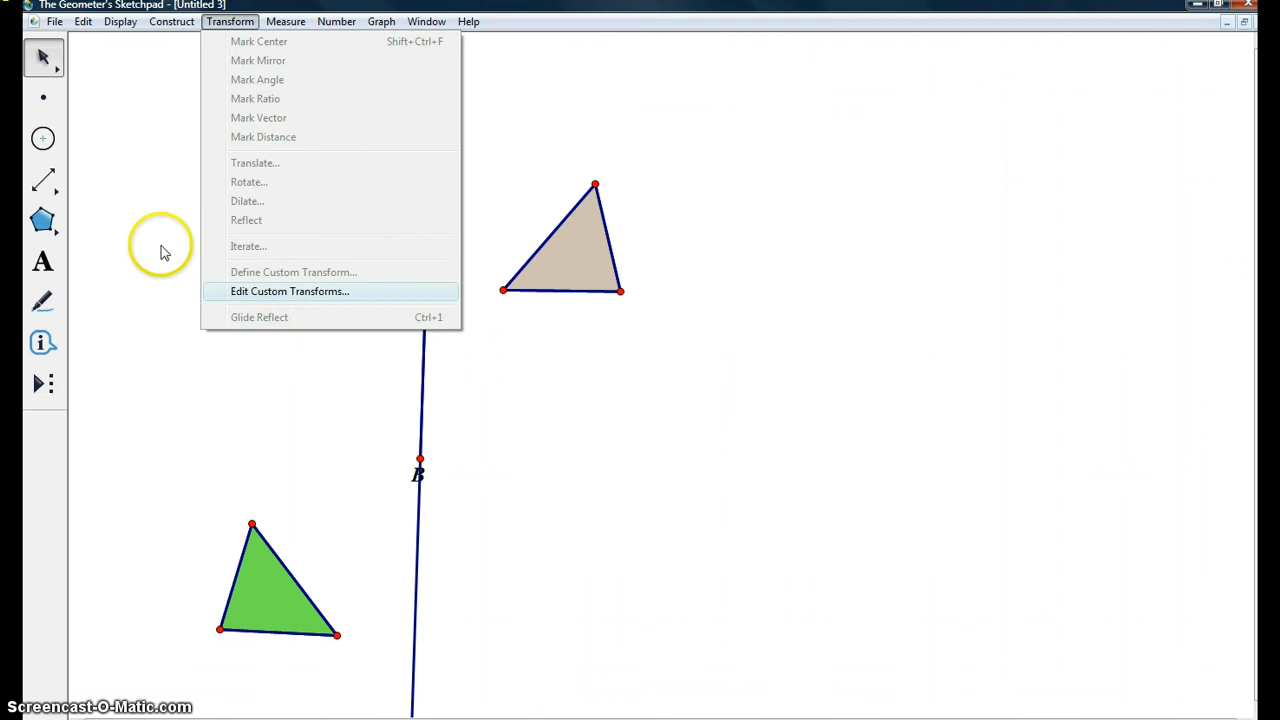 The Geometer's Sketchpad - [Untitled 3]
File Edit Display Construct Transform Measure Number Graph Window Help
Mark Center Shift+Ctrl+F
Mark Mirror
Mark Angle
Mark Ratio
Mark Vector
Mark Distance
Translate...
Rotate...
Dilate...
Reflect
Iterate...
Define Custom Transform...
Edit Custom Transforms...
Glide Reflect Ctrl+1
A
B
Screencast-O-Matic.com